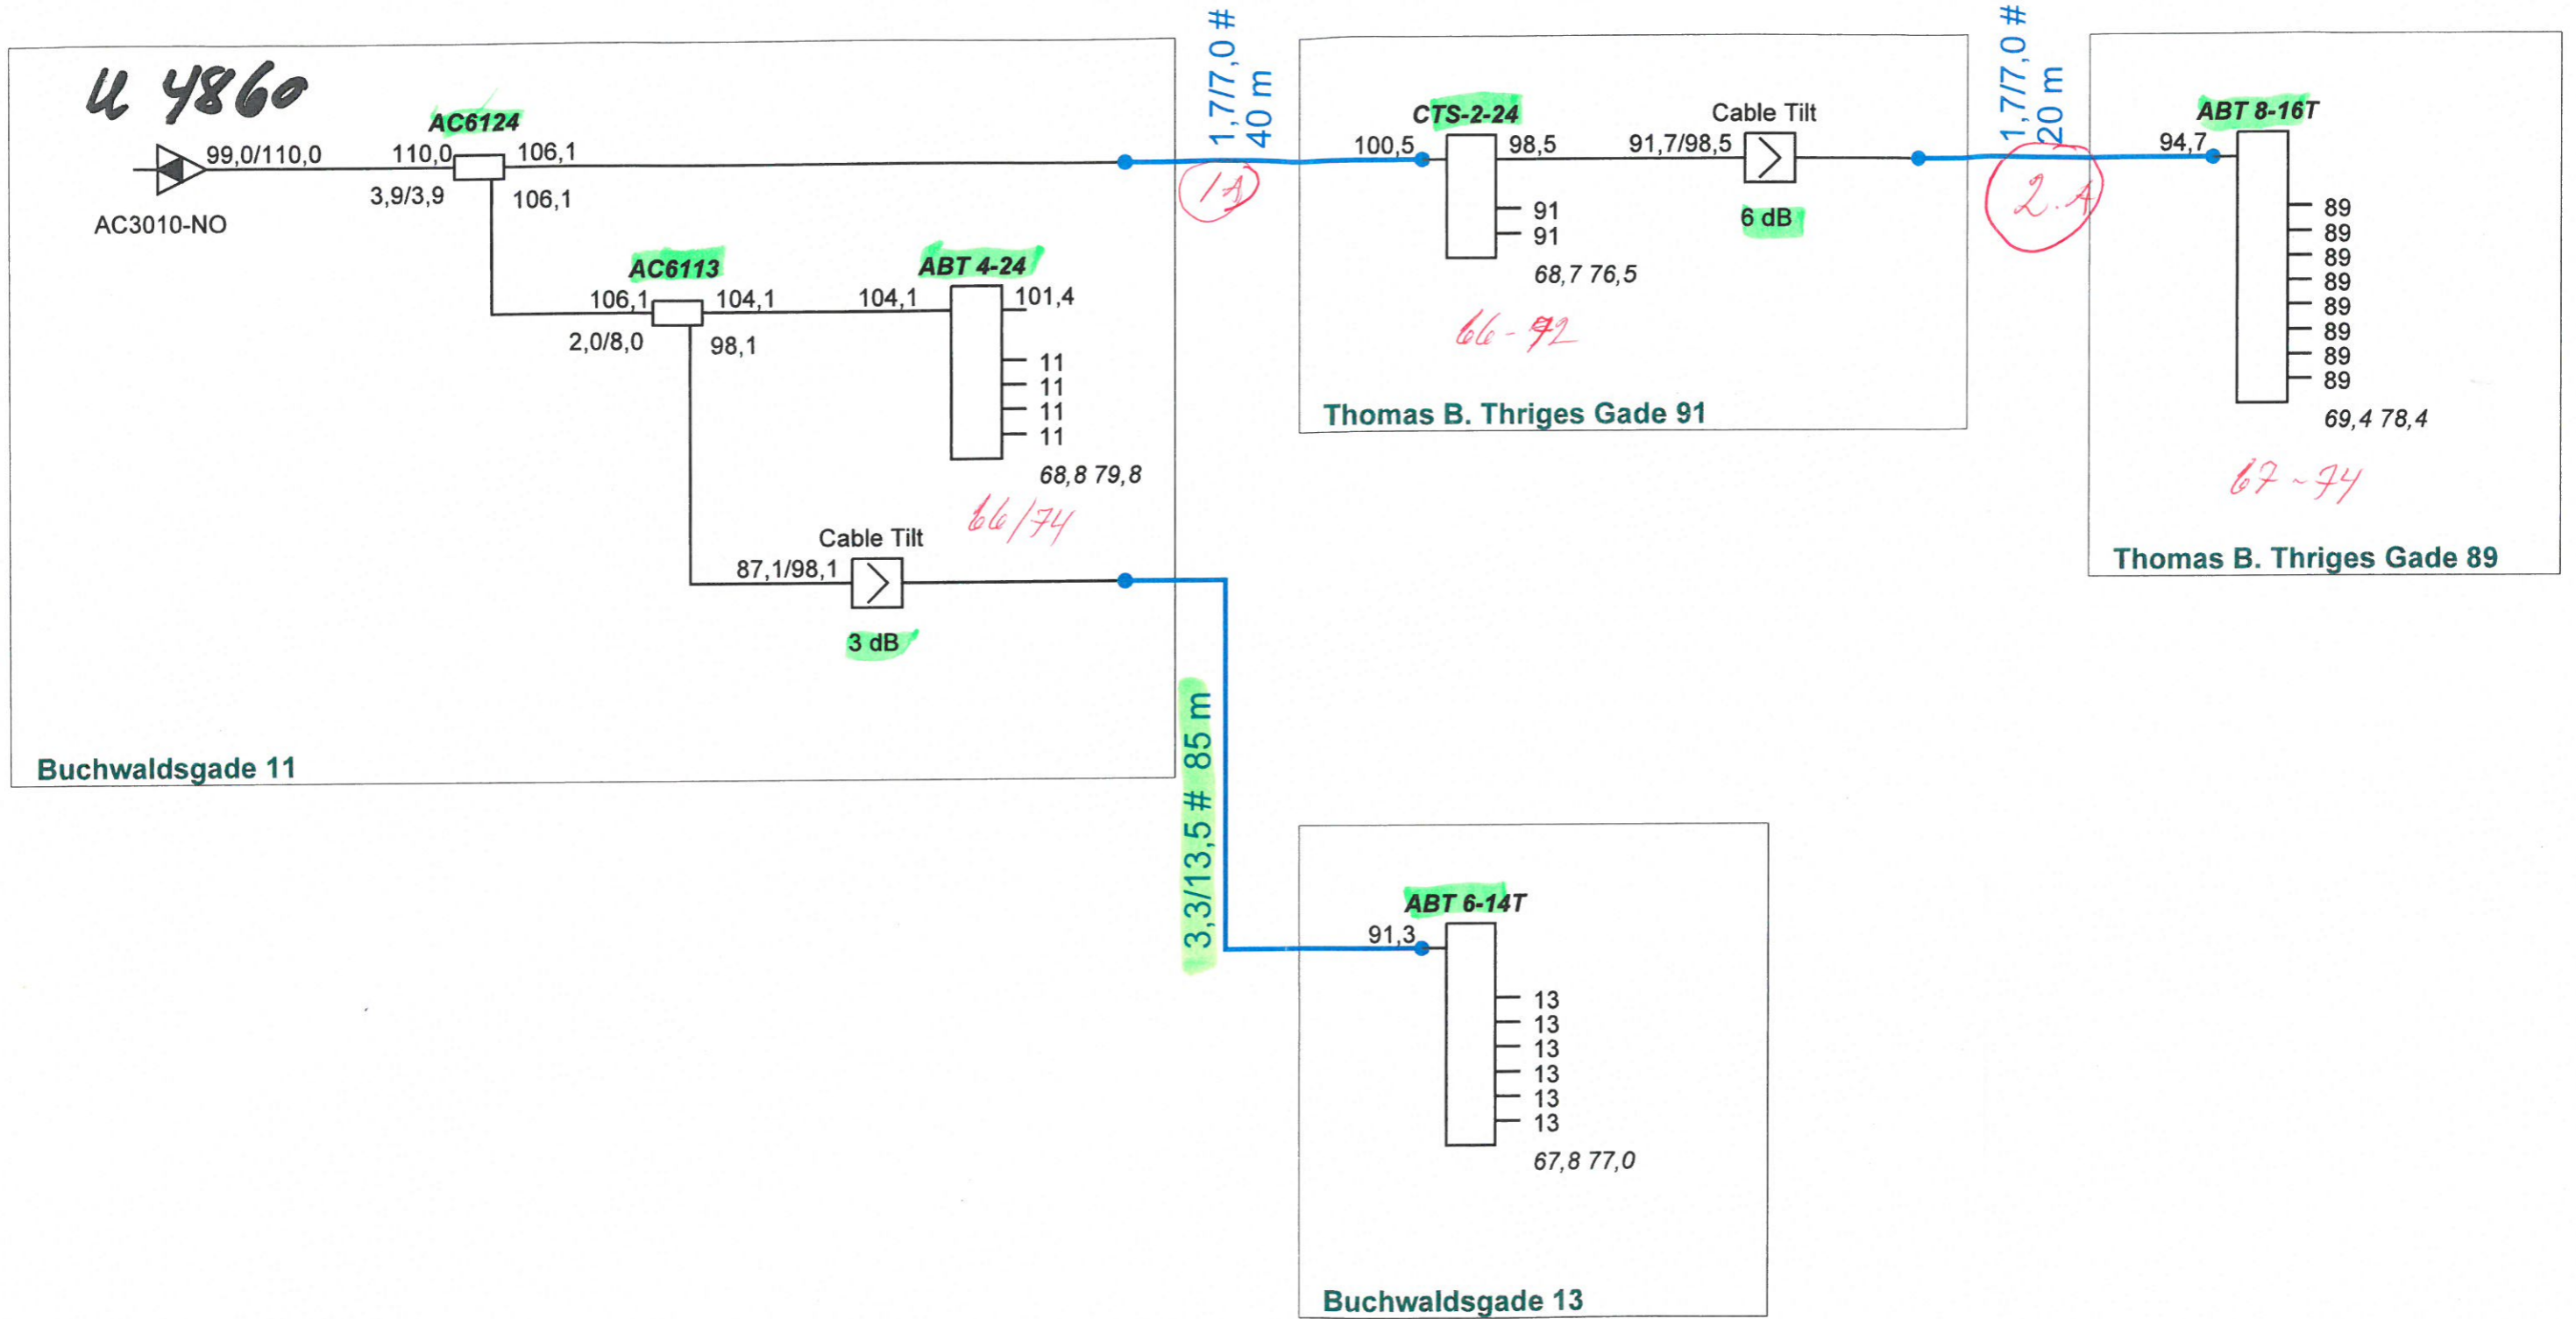 U 4860
AC6124
99,0/110,0
110,0
106,1
3,9/3,9
106,1
AC3010-NO
AC6113
106,1
104,1
2,0/8,0
98,1
ABT 4-24
104,1
101,4
11
11
11
11
68,8 79,8
66/74
Cable Tilt
87,1/98,1
3 dB
Buchwaldsgade 11
1,7/7,0 #
40 m
1A
CTS-2-24
100,5
98,5
91
91
68,7 76,5
66-72
Cable Tilt
91,7/98,5
6 dB
Thomas B. Thriges Gade 91
1,7/7,0 #
20 m
2.A
ABT 8-16T
94,7
89
89
89
89
89
89
89
89
69,4 78,4
67-74
Thomas B. Thriges Gade 89
3,3/13,5 # 85 m
ABT 6-14T
91,3
13
13
13
13
13
13
67,8 77,0
Buchwaldsgade 13